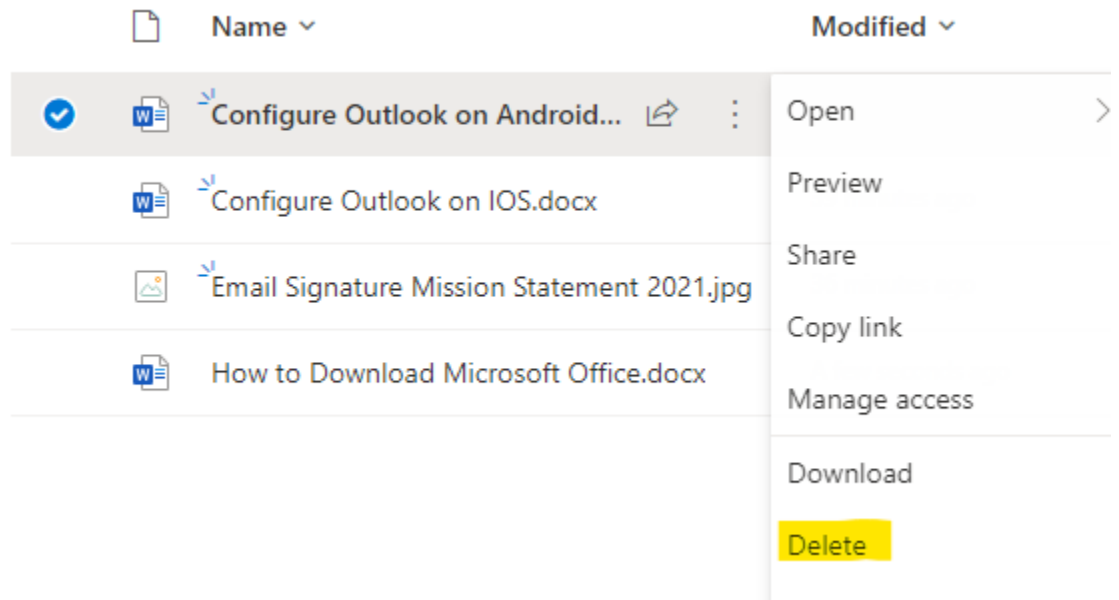 Name Modified
Configure Outlook on Android...
Configure Outlook on IOS.docx
Email Signature Mission Statement 2021.jpg
How to Download Microsoft Office.docx
Open
Preview
Share
Copy link
Manage access
Download
Delete